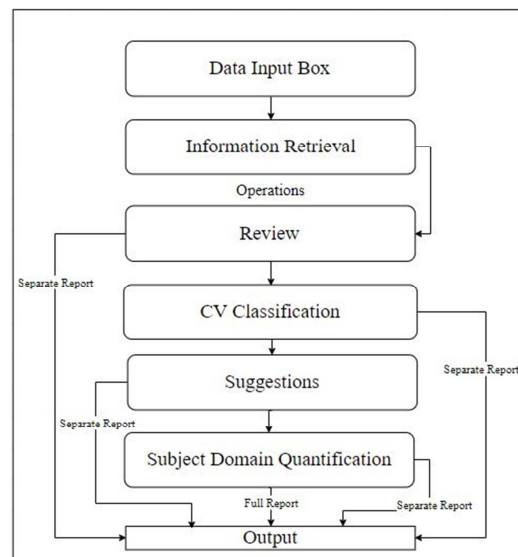 Data Input Box
Information Retrieval
Operations
Review
Separate Report
CV Classification
Separate Report
Suggestions
Separate Report
Subject Domain Quantification
Full Report
Separate Report
Output